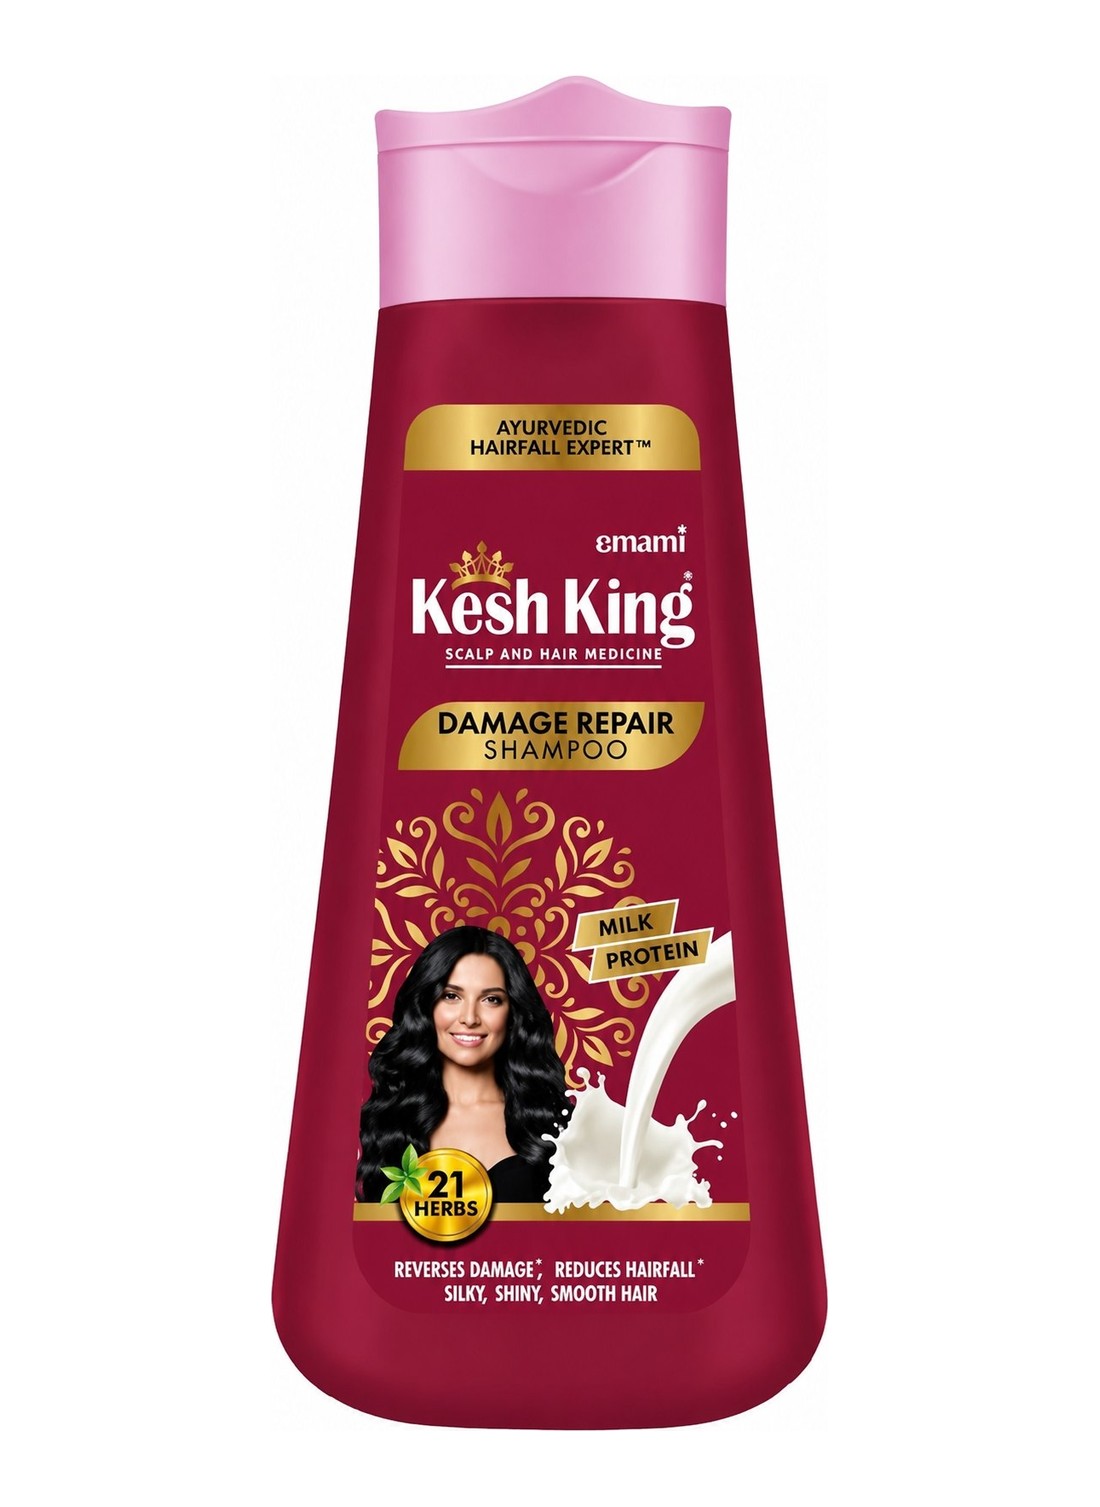 AYURVEDIC
HAIRFALL EXPERT™
emami*
Kesh King
SCALP AND HAIR MEDICINE
DAMAGE REPAIR
SHAMPOO
MILK
PROTEIN
21
HERBS
REVERSES DAMAGE*, REDUCES HAIRFALL*
SILKY, SHINY, SMOOTH HAIR